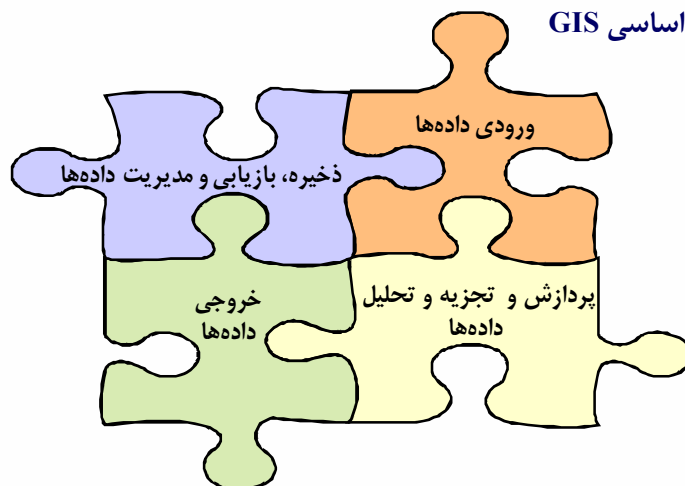 اساسی GIS
ورودی داده‌ها
ذخیره، بازیابی و مدیریت داده‌ها
پردازش و تجزیه و تحلیل
داده‌ها
خروجی
داده‌ها